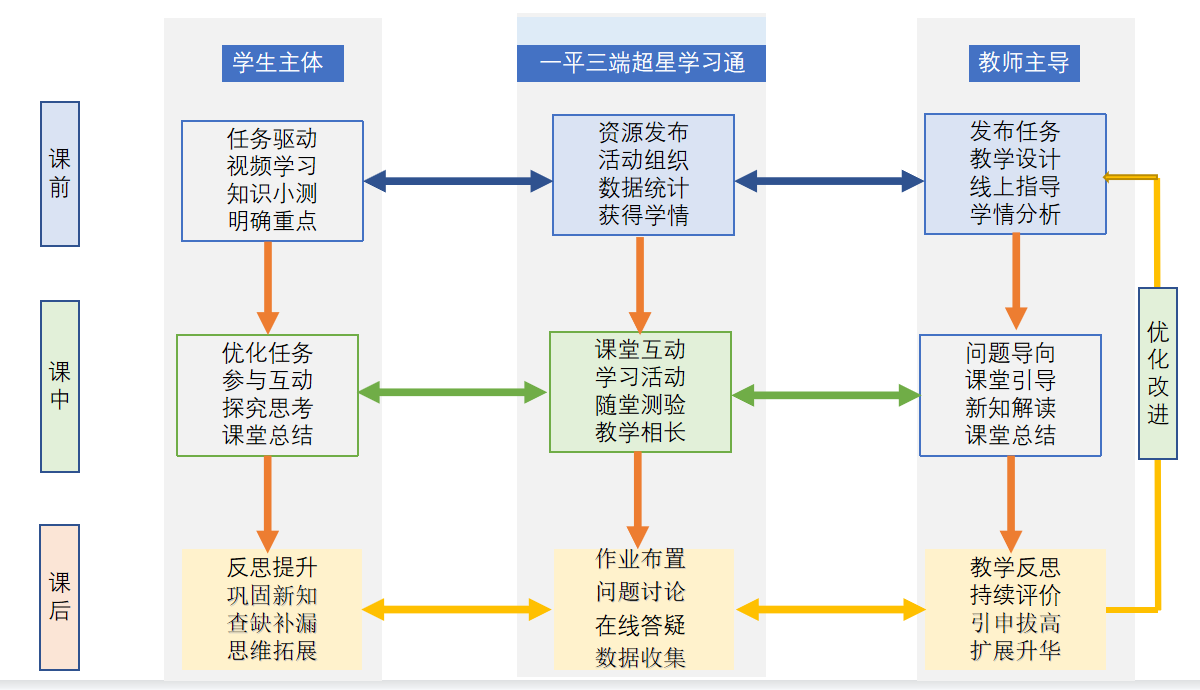 学生主体
一平三端超星学习通
教师主导
课
前
任务驱动
视频学习
知识小测
明确重点
资源发布
活动组织
数据统计
获得学情
发布任务
教学设计
线上指导
学情分析
课
中
优化任务
参与互动
探究思考
课堂总结
课堂互动
学习活动
随堂测验
教学相长
问题导向
课堂引导
新知解读
课堂总结
优
化
改
进
课
后
反思提升
巩固新知
查缺补漏
思维拓展
作业布置
问题讨论
在线答疑
数据收集
教学反思
持续评价
引申拔高
扩展升华